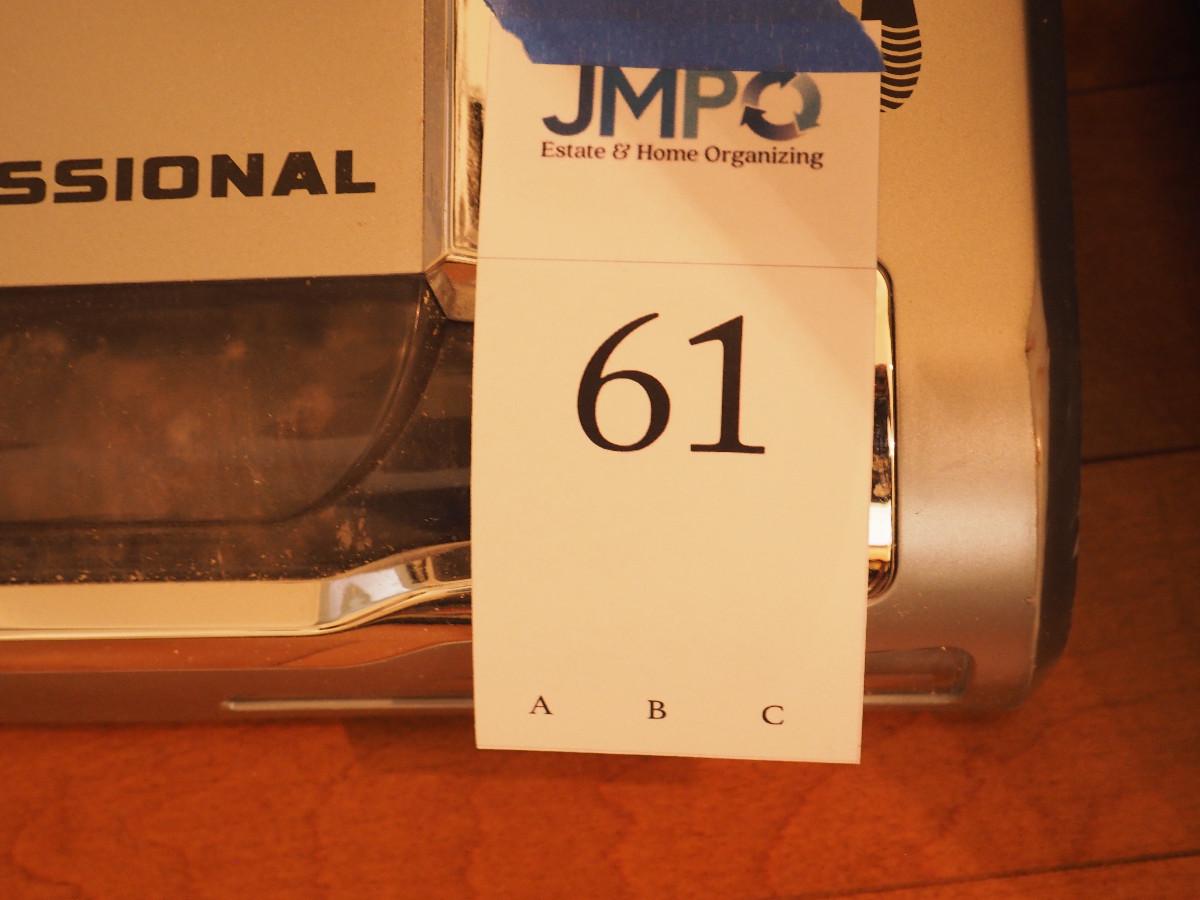 JMPO
Estate & Home Organizing
SSIONAL
61
A B C